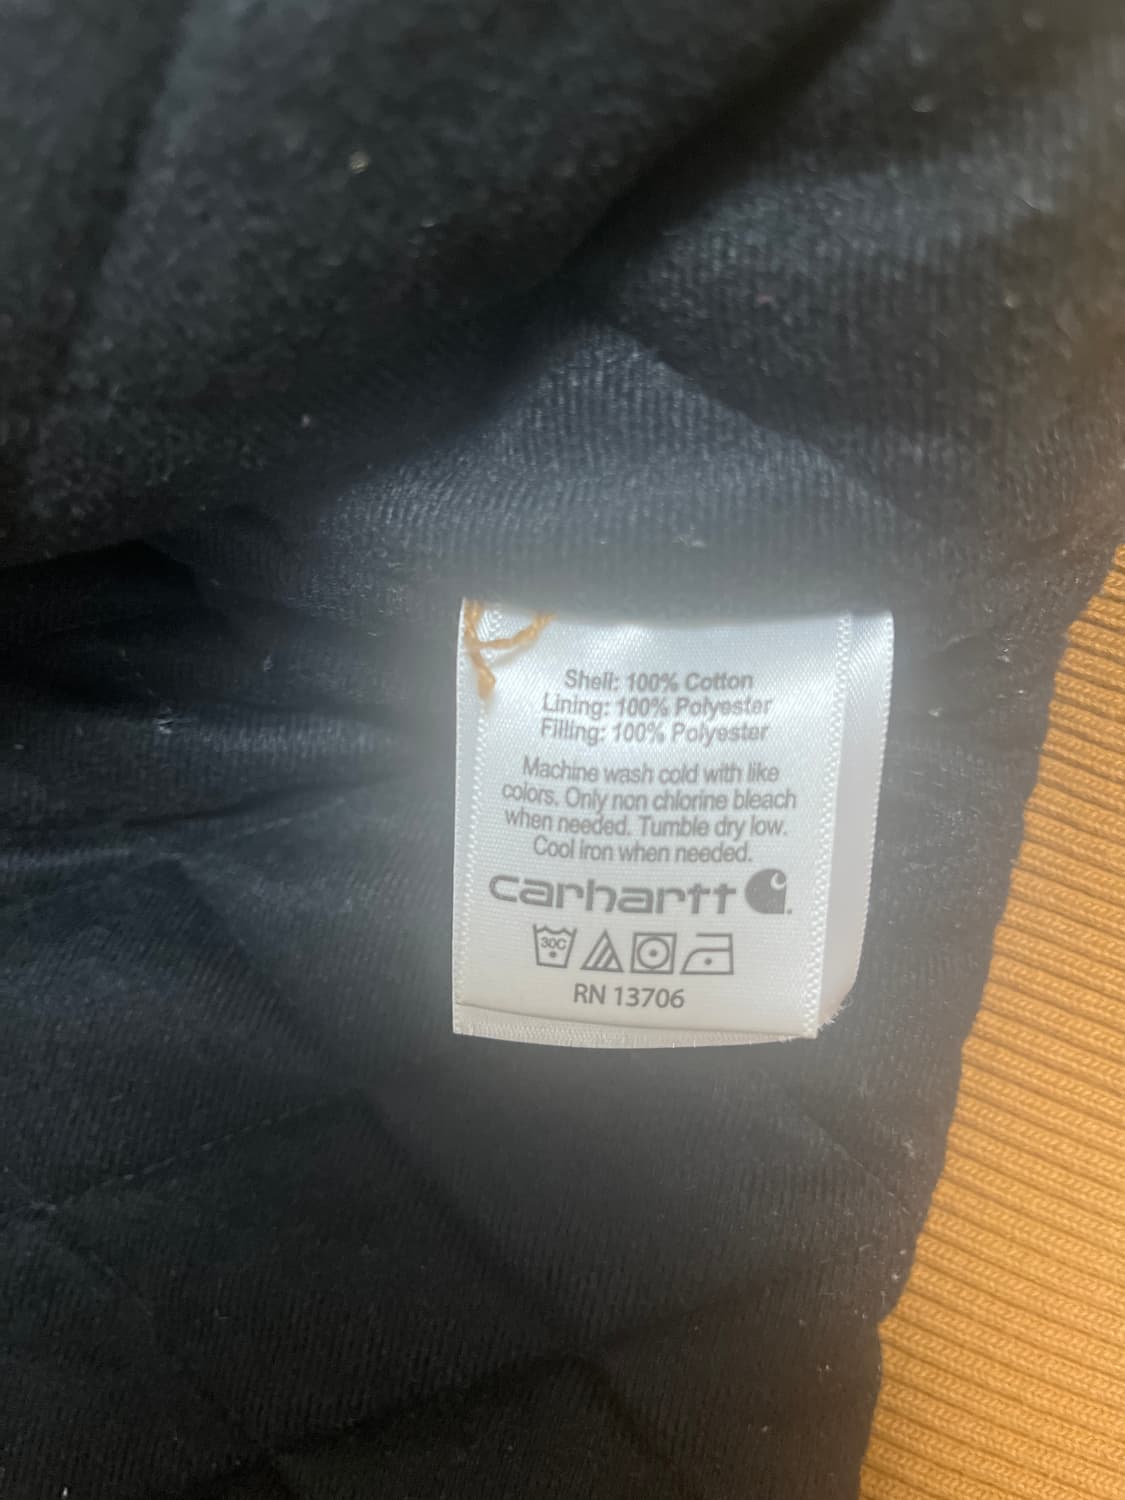 Shell: 100% Cotton
Lining: 100% Polyester
Filling: 100% Polyester
Machine wash cold with like
colors. Only non chlorine bleach
when needed. Tumble dry low.
Cool iron when needed.
carhartt
30C
RN 13706